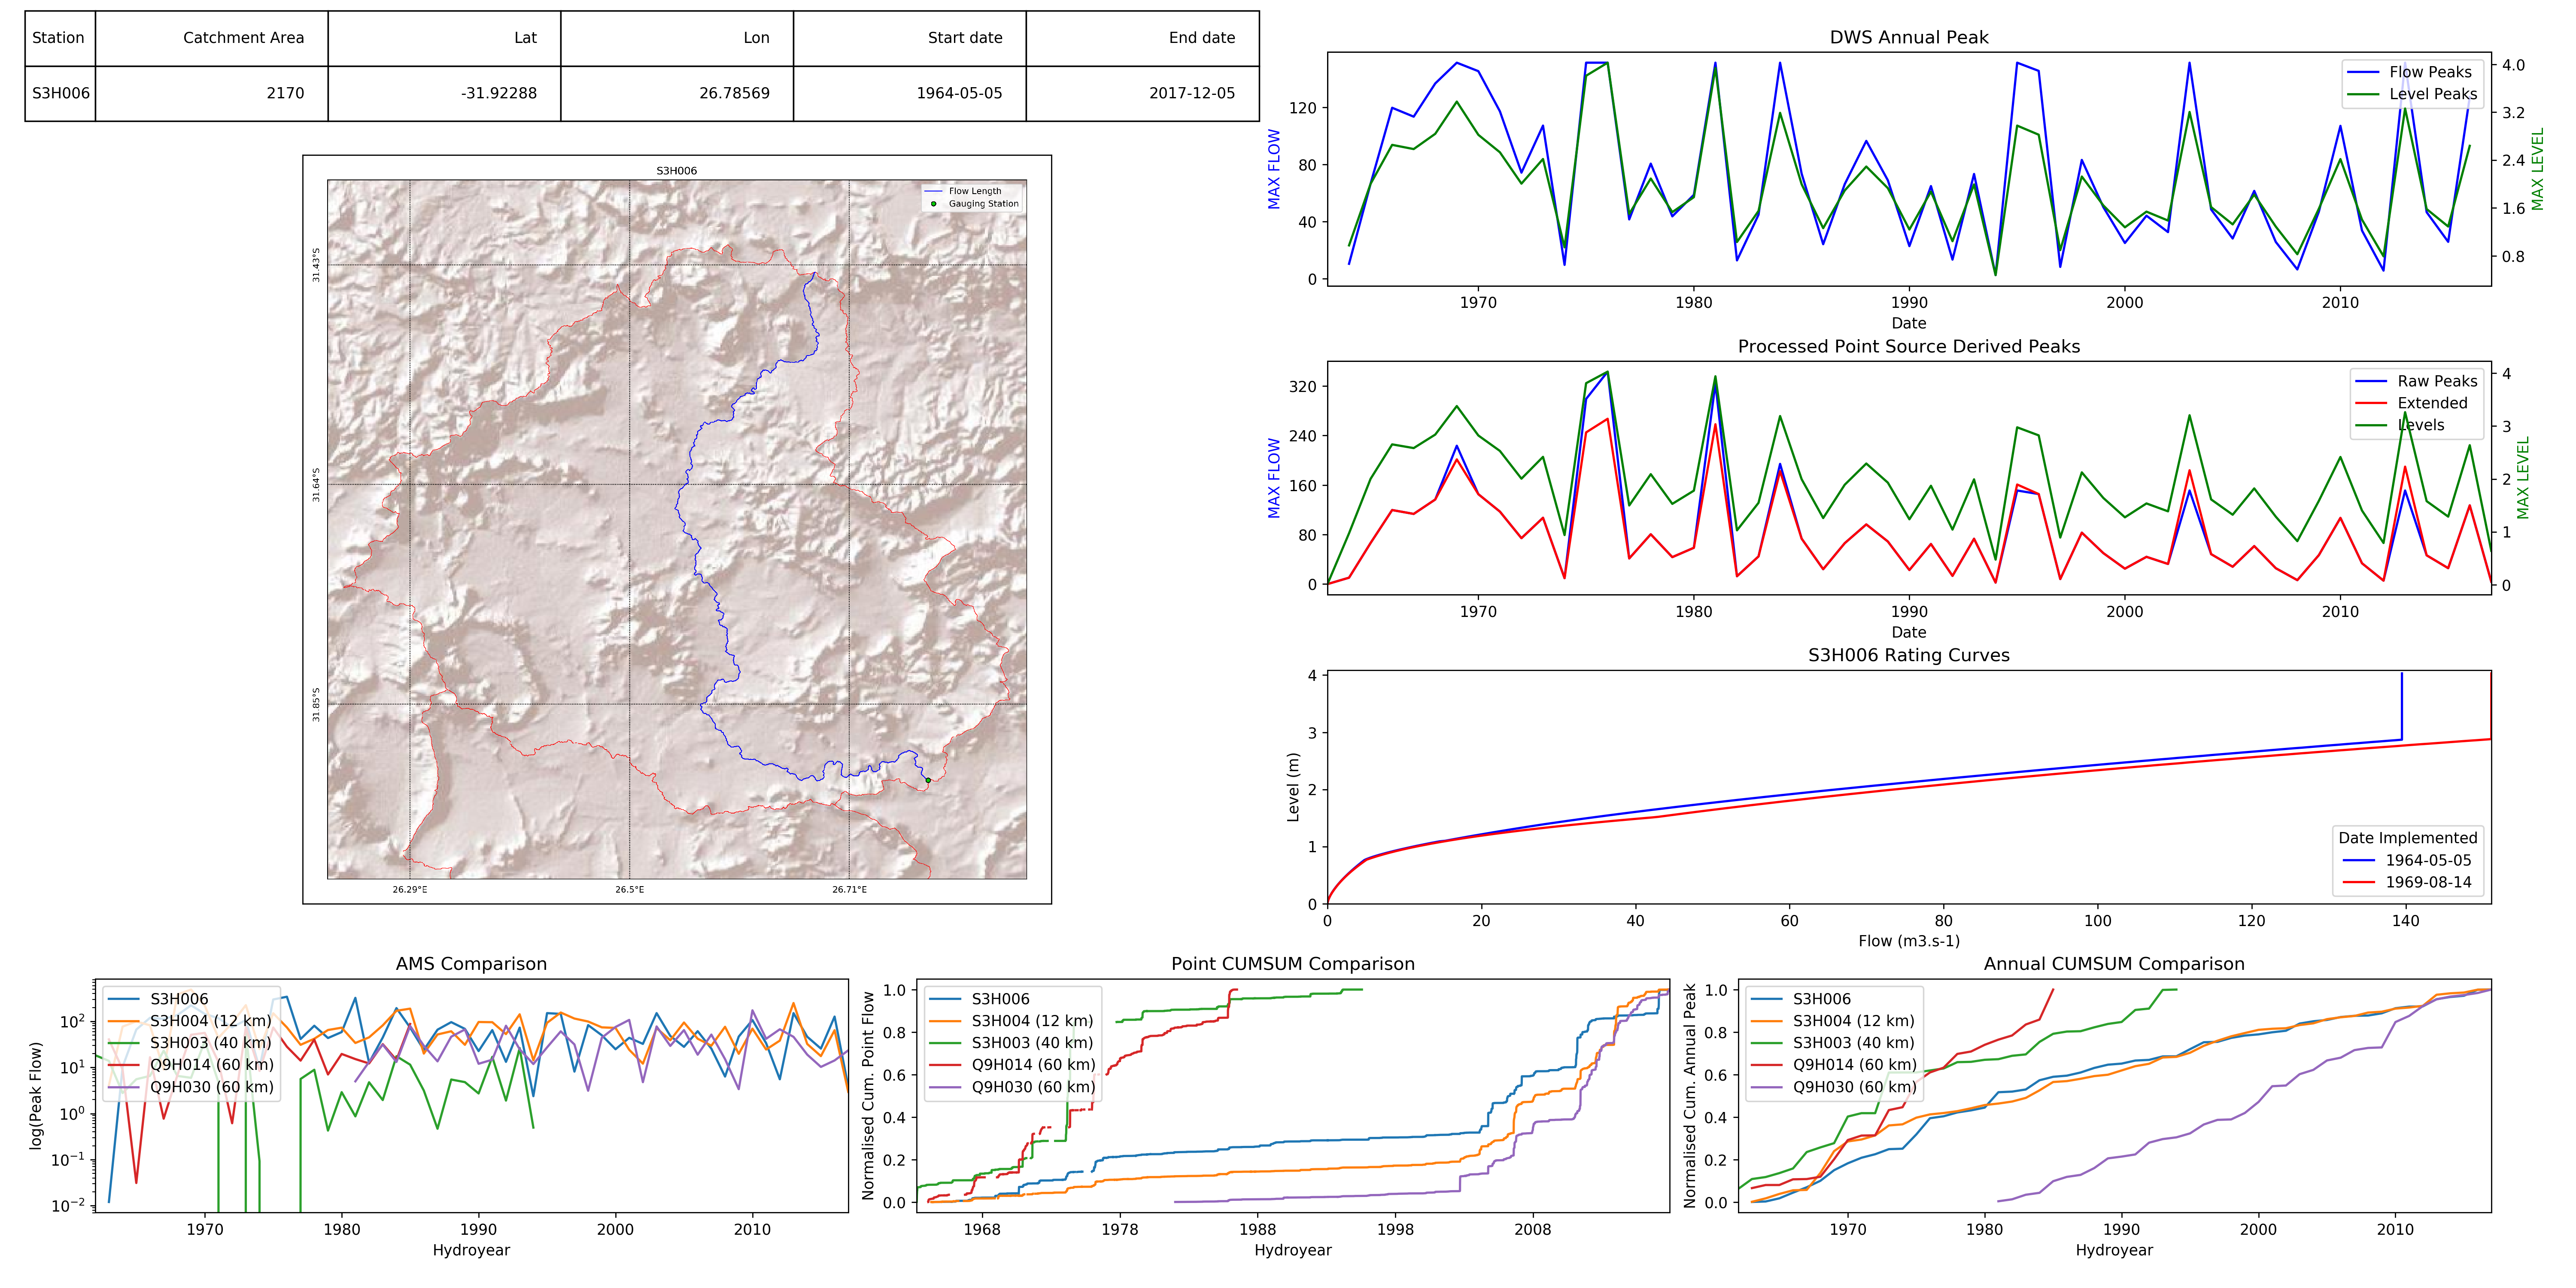 Station Catchment Area Lat Lon Start date End date
S3H006 2170 -31.92288 26.78569 1964-05-05 2017-12-05
S3H006
Flow Length
Gauging Station
31.43°S
31.64°S
31.85°S
26.29°E 26.5°E 26.71°E
DWS Annual Peak
Flow Peaks
Level Peaks
MAX FLOW
MAX LEVEL
120
80
40
0
4.0
3.2
2.4
1.6
0.8
1970 1980 1990 2000 2010
Date
Processed Point Source Derived Peaks
Raw Peaks
Extended
Levels
MAX FLOW
MAX LEVEL
320
240
160
80
0
4
3
2
1
0
1970 1980 1990 2000 2010
Date
S3H006 Rating Curves
Level (m)
4
3
2
1
0
Date Implemented
1964-05-05
1969-08-14
0 20 40 60 80 100 120 140
Flow (m3.s-1)
AMS Comparison
S3H006
S3H004 (12 km)
S3H003 (40 km)
Q9H014 (60 km)
Q9H030 (60 km)
log(Peak Flow)
10²
10¹
10⁰
10⁻¹
10⁻²
1970 1980 1990 2000 2010
Hydroyear
Point CUMSUM Comparison
S3H006
S3H004 (12 km)
S3H003 (40 km)
Q9H014 (60 km)
Q9H030 (60 km)
Normalised Cum. Point Flow
1.0
0.8
0.6
0.4
0.2
0.0
1968 1978 1988 1998 2008
Hydroyear
Annual CUMSUM Comparison
S3H006
S3H004 (12 km)
S3H003 (40 km)
Q9H014 (60 km)
Q9H030 (60 km)
Normalised Cum. Annual Peak
1.0
0.8
0.6
0.4
0.2
0.0
1970 1980 1990 2000 2010
Hydroyear